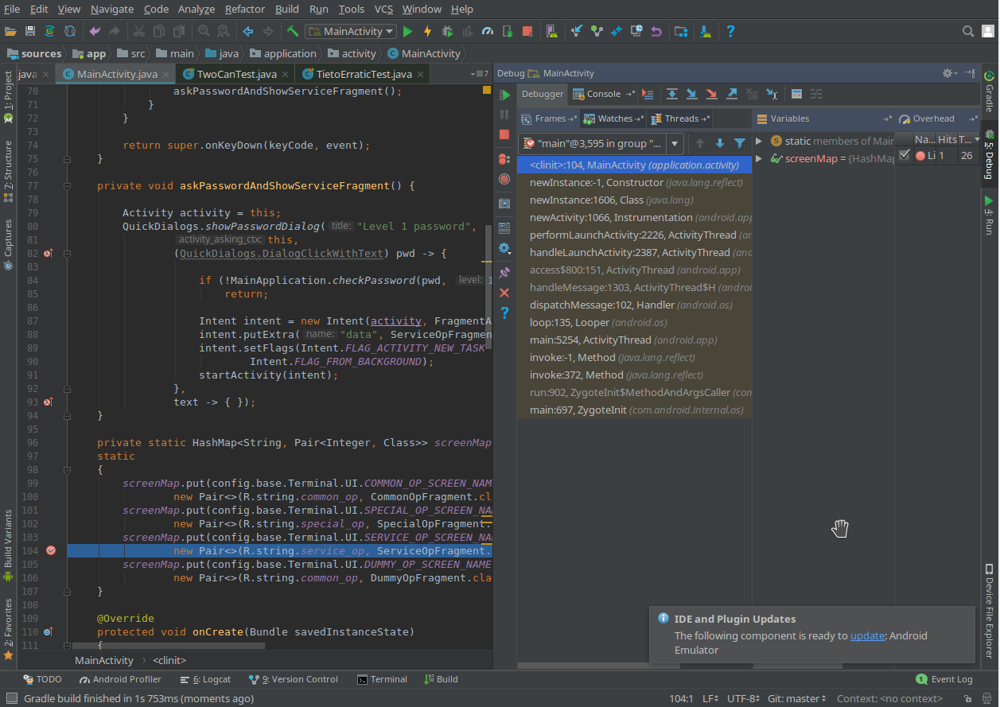 File Edit View Navigate Code Analyze Refactor Build Run Tools VCS Window Help
MainActivity
sources app src main java application activity MainActivity
java MainActivity.java TwoCanTest.java TietoErraticTest.java 7
1: Project
7: Structure
Captures
Build Variants
2: Favorites
70 askPasswordAndShowServiceFragment();
71 }
72 }
73
74 return super.onKeyDown(keyCode, event);
75 }
76
77 private void askPasswordAndShowServiceFragment() {
78
79 Activity activity = this;
80 QuickDialogs.showPasswordDialog( title: "Level 1 password",
81 activity_asking_ctx: this,
82 (QuickDialogs.DialogClickWithText) pwd -> {
83
84 if (!MainApplication.checkPassword(pwd, level: 1
85 return;
86
87 Intent intent = new Intent(activity, FragmentA
88 intent.putExtra( name: "data", ServiceOpFragmen
89 intent.setFlags(Intent.FLAG_ACTIVITY_NEW_TASK
90 Intent.FLAG_FROM_BACKGROUND);
91 startActivity(intent);
92 },
93 text -> { });
94 }
95
96 private static HashMap<String, Pair<Integer, Class>> screenMap
97 static
98 {
99 screenMap.put(config.base.Terminal.UI.COMMON_OP_SCREEN_NAM
100 new Pair<>(R.string.common_op, CommonOpFragment.cl
101 screenMap.put(config.base.Terminal.UI.SPECIAL_OP_SCREEN_NA
102 new Pair<>(R.string.special_op, SpecialOpFragment.
103 screenMap.put(config.base.Terminal.UI.SERVICE_OP_SCREEN_NA
104 new Pair<>(R.string.service_op, ServiceOpFragment.
105 screenMap.put(config.base.Terminal.UI.DUMMY_OP_SCREEN_NAME
106 new Pair<>(R.string.common_op, DummyOpFragment.cla
107 }
108
109 @Override
110 protected void onCreate(Bundle savedInstanceState)
111 {
MainActivity <clinit>
Debug MainActivity
Debugger Console
Frames Watches Threads
"main"@3,595 in group "...
<clinit>:104, MainActivity (application.activity)
newInstance:-1, Constructor (java.lang.reflect)
newInstance:1606, Class (java.lang)
newActivity:1066, Instrumentation (android.app
performLaunchActivity:2226, ActivityThread (an
handleLaunchActivity:2387, ActivityThread (and
access$800:151, ActivityThread (android.app)
handleMessage:1303, ActivityThread$H (androi
dispatchMessage:102, Handler (android.os)
loop:135, Looper (android.os)
main:5254, ActivityThread (android.app)
invoke:-1, Method (java.lang.reflect)
invoke:372, Method (java.lang.reflect)
run:902, ZygoteInit$MethodAndArgsCaller (con
main:697, ZygoteInit (com.android.internal.os)
Variables
static members of Main
screenMap = {HashMap
Overhead
Na... Hits T...
Li 1 26
Gradle
5: Debug
4: Run
Device File Explorer
IDE and Plugin Updates
The following component is ready to update: Android
Emulator
TODO Android Profiler 6: Logcat 9: Version Control Terminal Build 1 Event Log
Gradle build finished in 1s 753ms (moments ago) 104:1 LF UTF-8 Git: master Context: <no context>